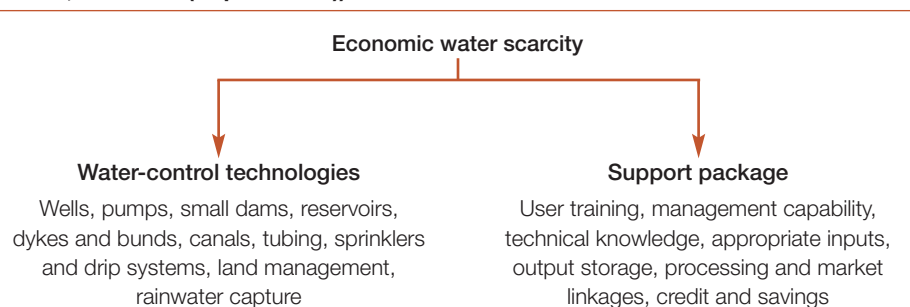 Economic water scarcity
Water-control technologies
Wells, pumps, small dams, reservoirs,
dykes and bunds, canals, tubing, sprinklers
and drip systems, land management,
rainwater capture
Support package
User training, management capability,
technical knowledge, appropriate inputs,
output storage, processing and market
linkages, credit and savings